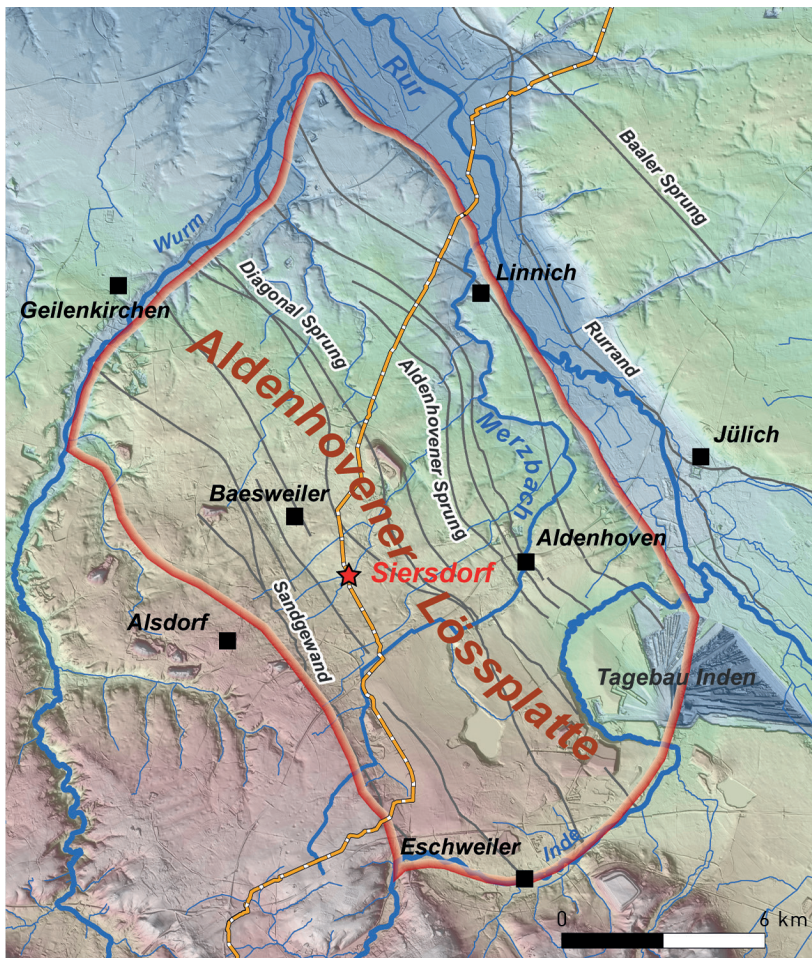 Rur
Baaler Sprung
Wurm
Linnich
Geilenkirchen
Diagonal Sprung
Rurrand
Aldenhovener
Aldenhovener Sprung
Merzbach
Jülich
Baesweiler
Aldenhoven
Siersdorf
Sandgewand
Alsdorf
Lössplatte
Tagebau Inden
Eschweiler
Inde
0 6 km